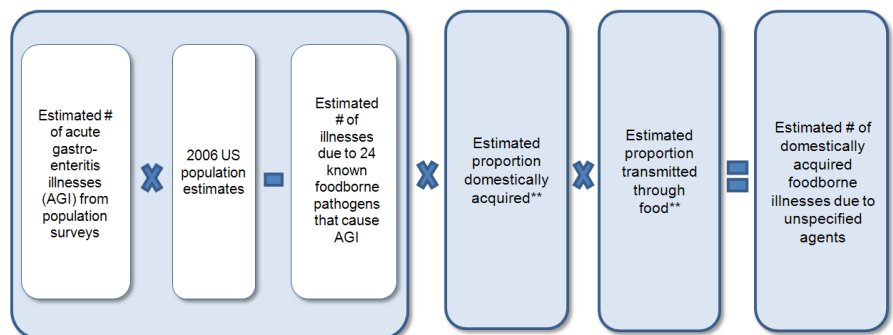 Estimated #
of acute
gastro-
enteritis
illnesses
(AGI) from
population
surveys
2006 US
population
estimates
Estimated
# of
illnesses
due to 24
known
foodborne
pathogens
that cause
AGI
Estimated
proportion
domestically
acquired**
Estimated
proportion
transmitted
through
food**
Estimated # of
domestically
acquired
foodborne
illnesses due to
unspecified
agents